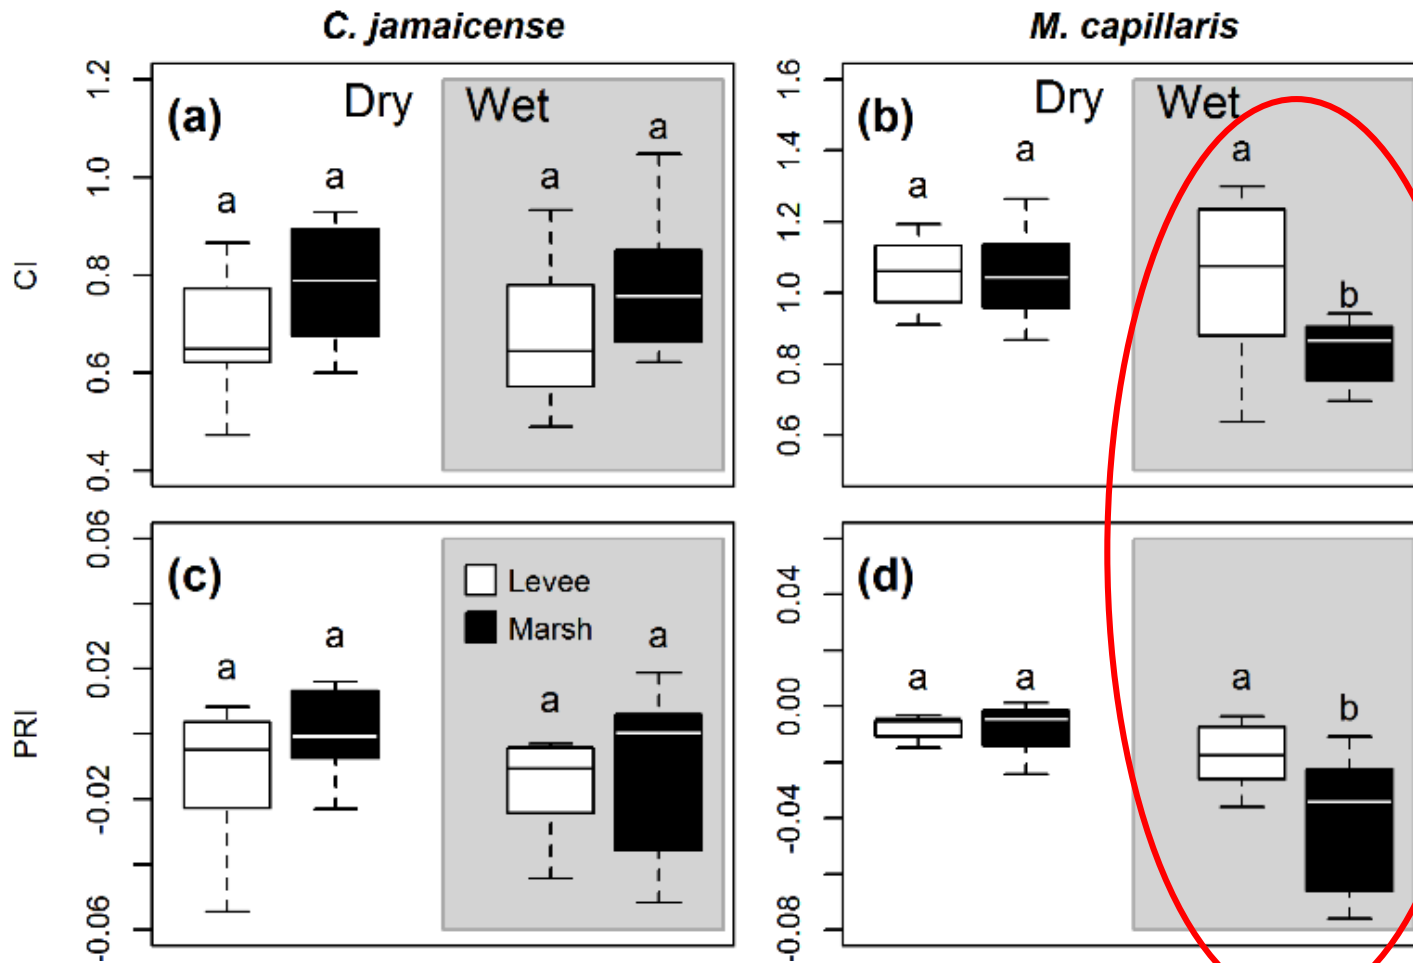 C. jamaicense
M. capillaris
CI
1.2
1.0
0.8
0.6
0.4
(a)
Dry
Wet
a
a
a
a
1.6
1.4
1.2
1.0
0.8
0.6
(b)
Dry
Wet
a
a
a
b
PRI
0.06
0.02
-0.02
-0.06
(c)
Levee
Marsh
a
a
a
a
0.04
0.00
-0.04
-0.08
(d)
a
a
a
b